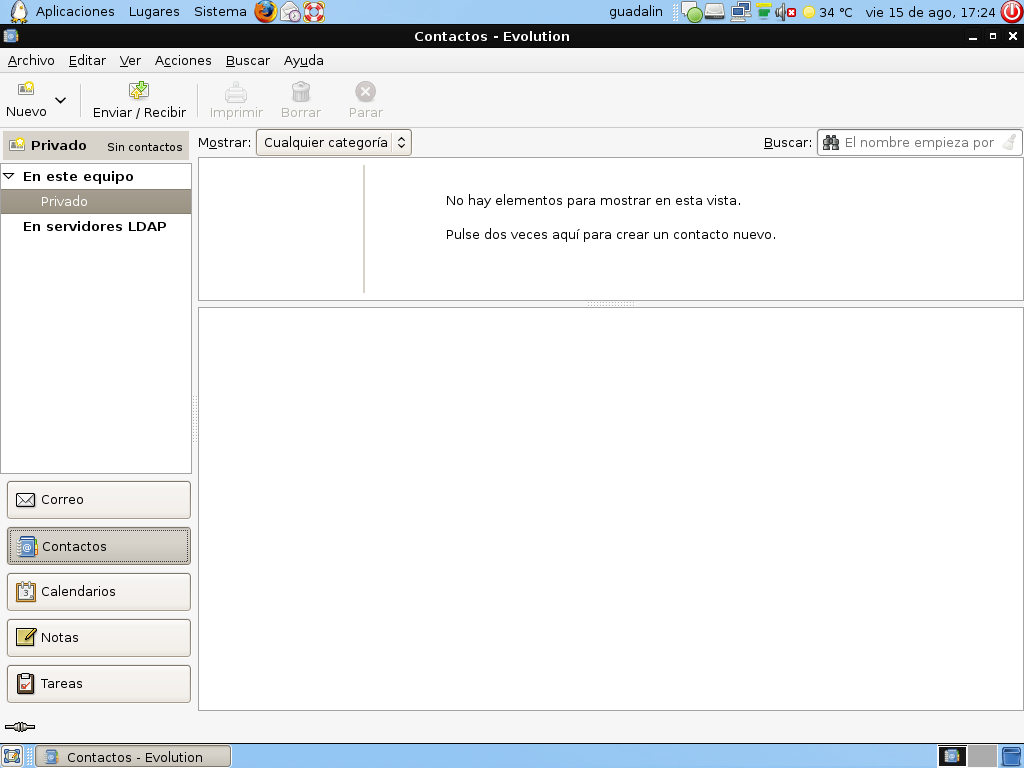 Aplicaciones Lugares Sistema guadalin 34 °C vie 15 de ago, 17:24
Contactos - Evolution
Archivo Editar Ver Acciones Buscar Ayuda
Nuevo Enviar / Recibir Imprimir Borrar Parar
Privado Sin contactos Mostrar: Cualquier categoría Buscar: El nombre empieza por
En este equipo
Privado
En servidores LDAP
No hay elementos para mostrar en esta vista.
Pulse dos veces aquí para crear un contacto nuevo.
Correo
Contactos
Calendarios
Notas
Tareas
Contactos - Evolution